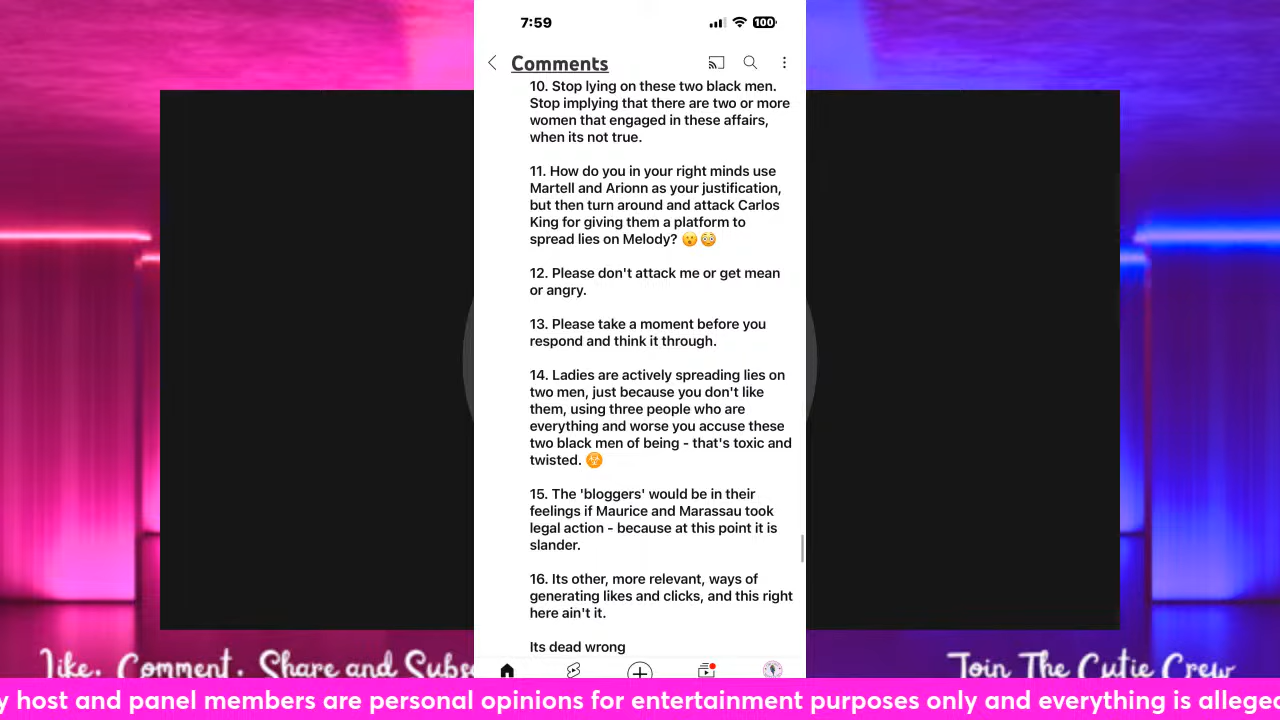 7:59
100
Comments
10. Stop lying on these two black men.
Stop implying that there are two or more
women that engaged in these affairs,
when its not true.
11. How do you in your right minds use
Martell and Arionn as your justification,
but then turn around and attack Carlos
King for giving them a platform to
spread lies on Melody? 😮😳
12. Please don't attack me or get mean
or angry.
13. Please take a moment before you
respond and think it through.
14. Ladies are actively spreading lies on
two men, just because you don't like
them, using three people who are
everything and worse you accuse these
two black men of being - that's toxic and
twisted. ☣️
15. The 'bloggers' would be in their
feelings if Maurice and Marassau took
legal action - because at this point it is
slander.
16. Its other, more relevant, ways of
generating likes and clicks, and this right
here ain't it.
Its dead wrong
Like. Comment. Share and Subsc
Join The Cutie Crew
y host and panel members are personal opinions for entertainment purposes only and everything is alleged